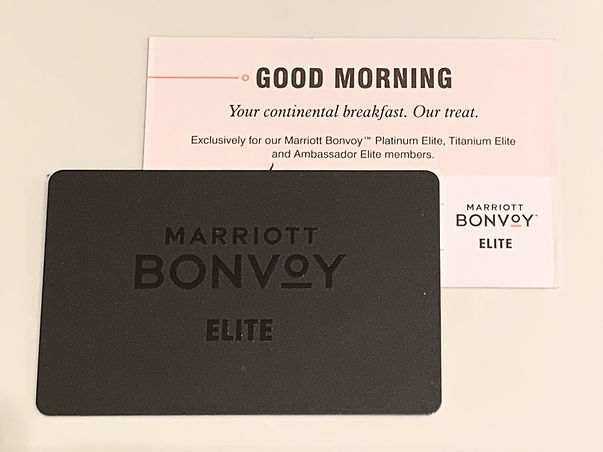 GOOD MORNING
Your continental breakfast. Our treat.
Exclusively for our Marriott Bonvoy™ Platinum Elite, Titanium Elite
and Ambassador Elite members.
MARRIOTT
BONVOY™
ELITE
MARRIOTT
BONVOY
ELITE